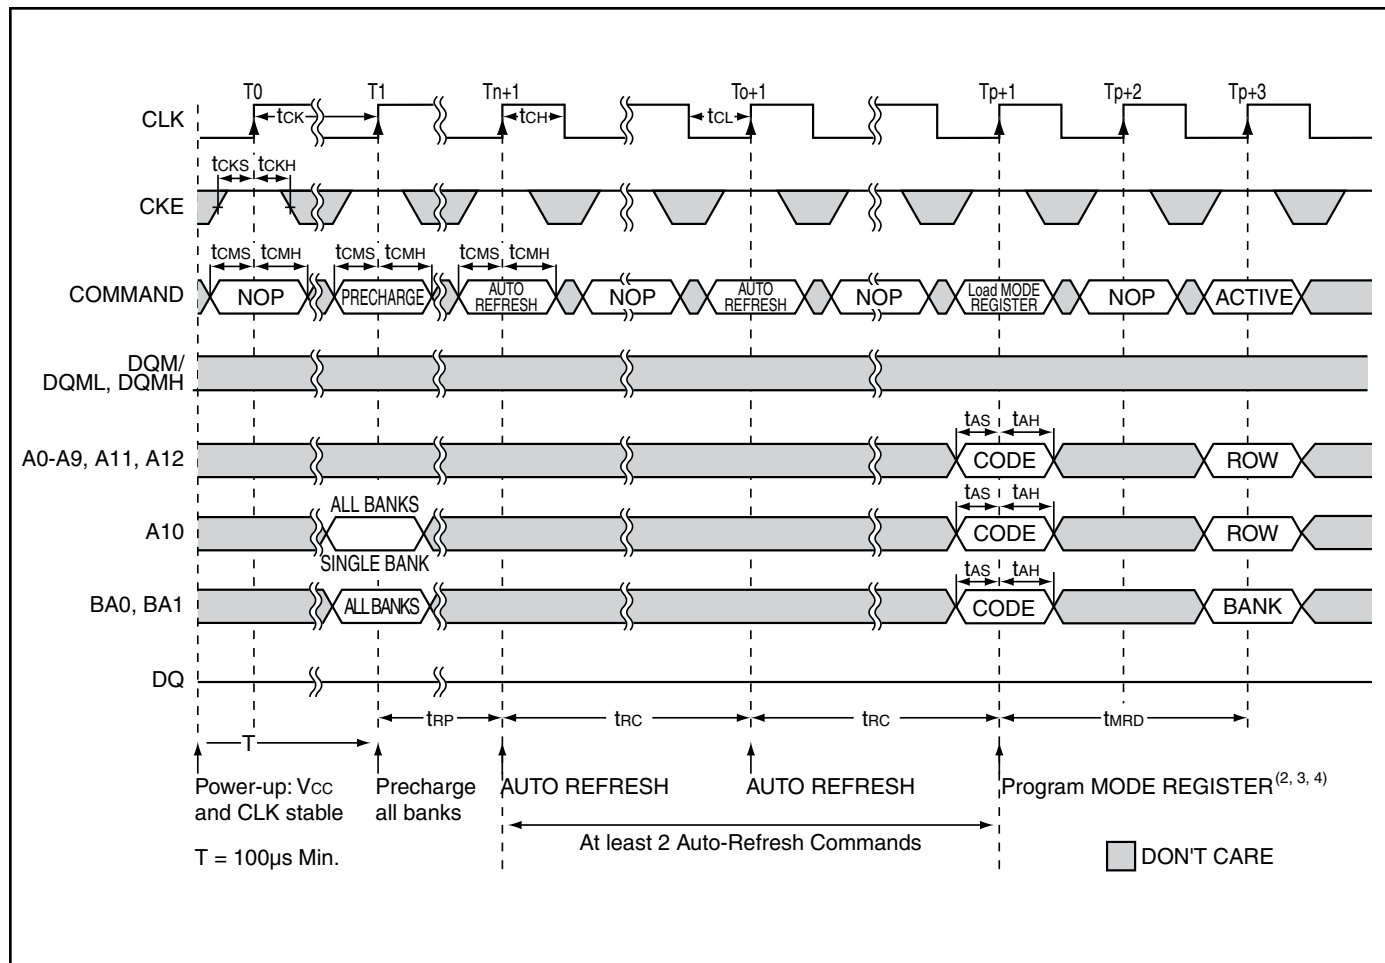 T0 T1 Tn+1 To+1 Tp+1 Tp+2 Tp+3
CLK tCK tCH tCL
tCKS tCKH
CKE
tCMS tCMH tCMS tCMH tCMS tCMH
COMMAND NOP PRECHARGE AUTO REFRESH NOP AUTO REFRESH NOP Load MODE REGISTER NOP ACTIVE
DQM/
DQML, DQMH
tAS tAH
A0-A9, A11, A12 CODE ROW
ALL BANKS tAS tAH
A10 CODE ROW
SINGLE BANK tAS tAH
BA0, BA1 ALL BANKS CODE BANK
DQ
tRP tRC tRC tMRD
T
Power-up: VCC Precharge AUTO REFRESH AUTO REFRESH Program MODE REGISTER(2, 3, 4)
and CLK stable all banks
At least 2 Auto-Refresh Commands
T = 100µs Min. DON'T CARE